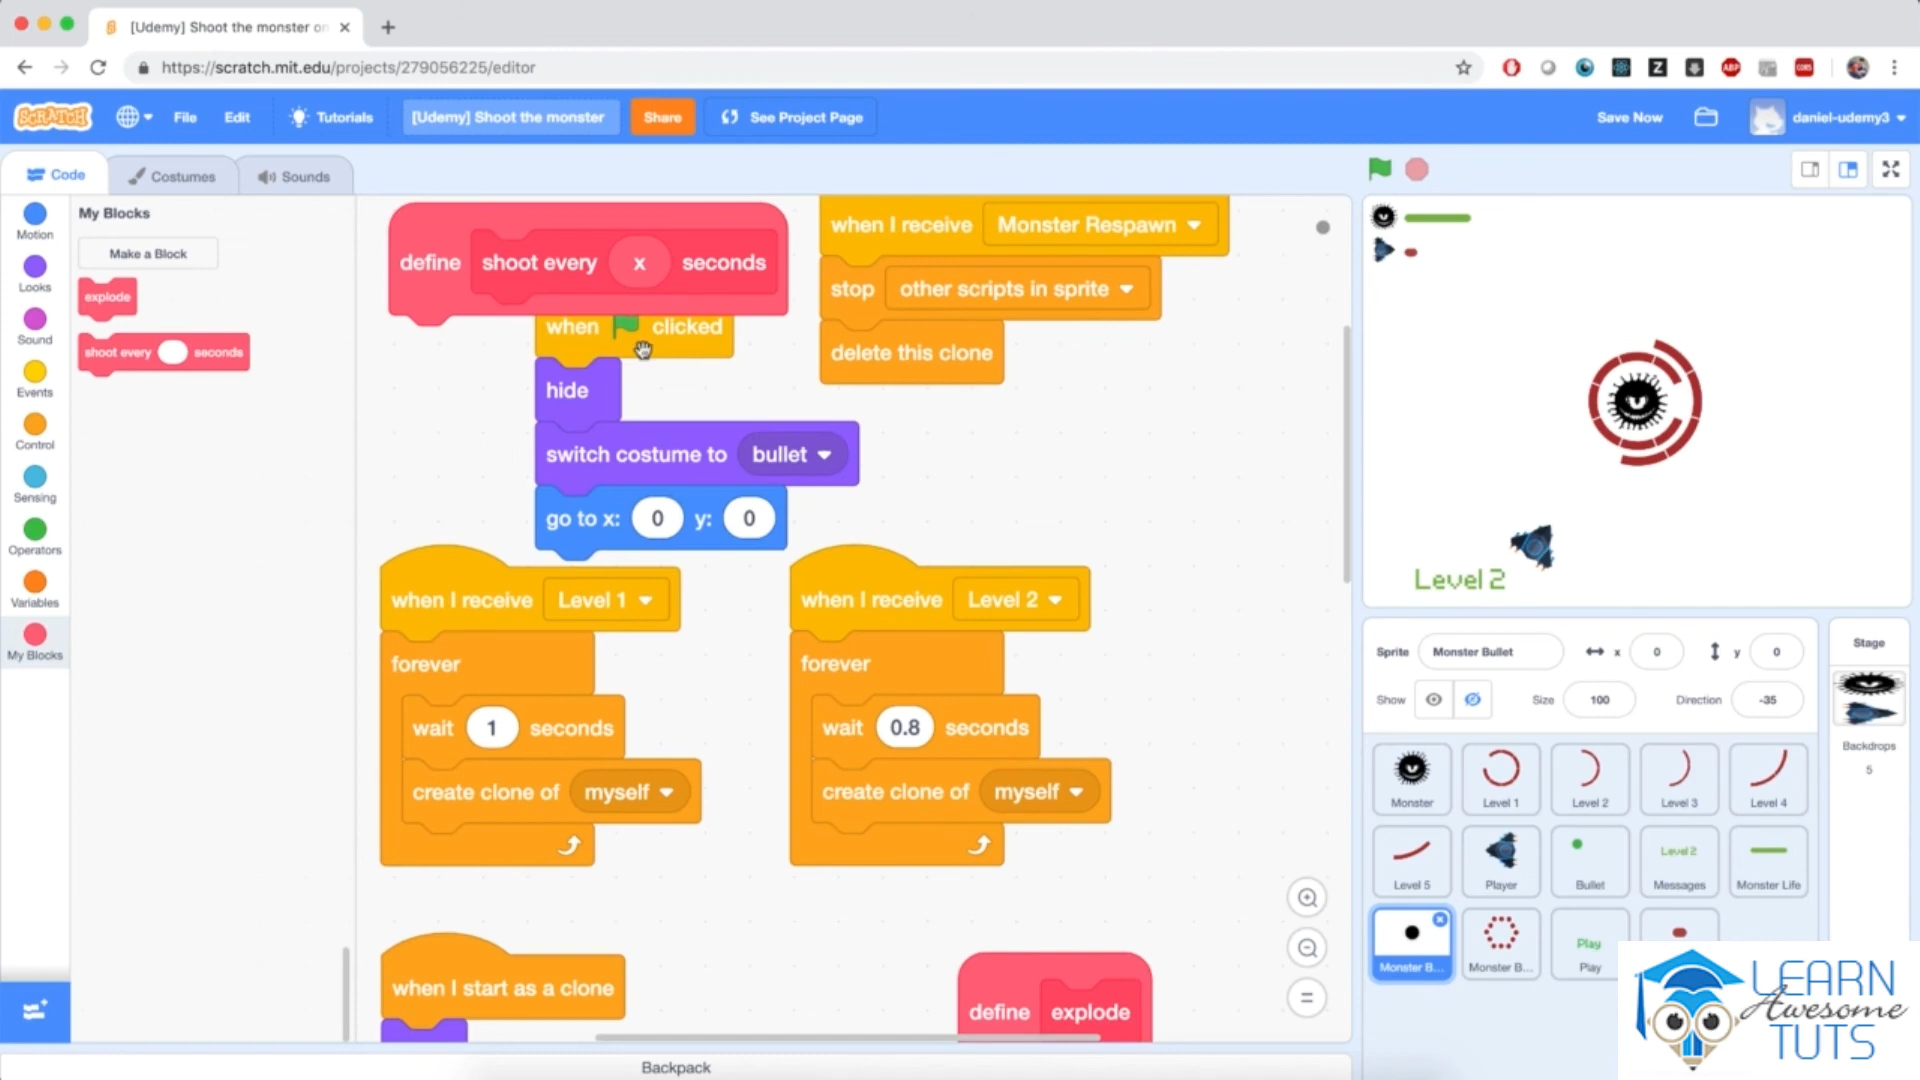 [Udemy] Shoot the monster on
https://scratch.mit.edu/projects/279056225/editor
SCRATCH
File
Edit
Tutorials
[Udemy] Shoot the monster
Share
See Project Page
Save Now
daniel-udemy3
Code
Costumes
Sounds
Motion
Looks
Sound
Events
Control
Sensing
Operators
Variables
My Blocks
My Blocks
Make a Block
explode
shoot every seconds
define shoot every x seconds
when clicked
hide
switch costume to bullet
go to x: 0 y: 0
when I receive Monster Respawn
stop other scripts in sprite
delete this clone
when I receive Level 1
forever
wait 1 seconds
create clone of myself
when I receive Level 2
forever
wait 0.8 seconds
create clone of myself
when I start as a clone
define explode
Backpack
Level 2
Sprite Monster Bullet x 0 y 0
Show Size 100 Direction -35
Monster
Level 1
Level 2
Level 3
Level 4
Level 5
Player
Bullet
Level 2
Messages
Monster Life
Monster B...
Monster B...
Play
Play
Stage
Backdrops
5
ABP
CORS
Z
LEARN
Awesome
TUTS